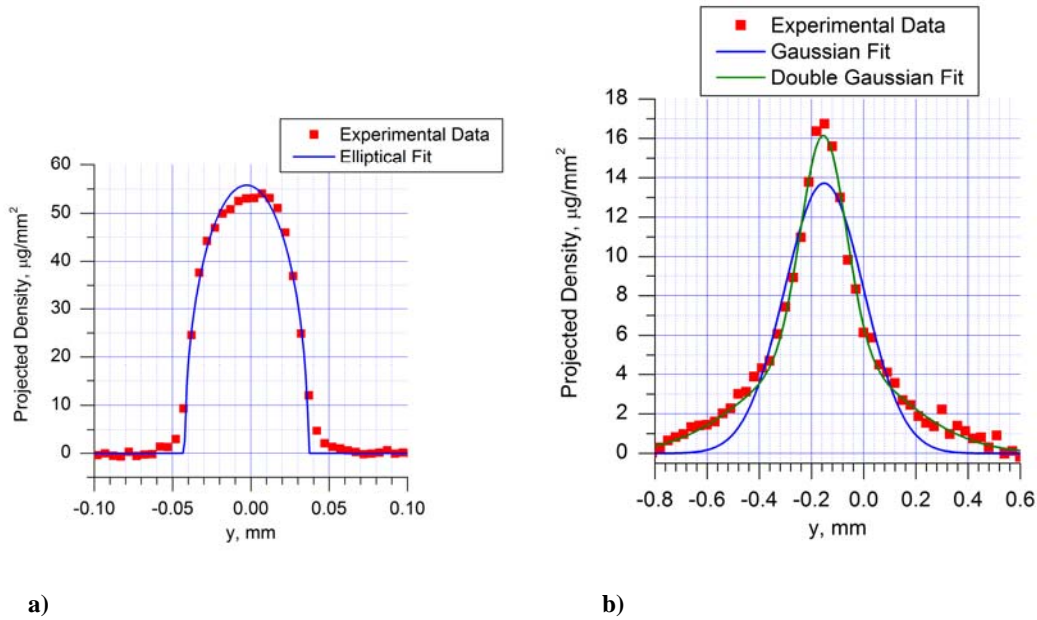 Experimental Data
Elliptical Fit
60
50
40
30
20
10
0
-0.10
-0.05
0.00
0.05
0.10
Projected Density, μg/mm²
y, mm
a)
Experimental Data
Gaussian Fit
Double Gaussian Fit
18
16
14
12
10
8
6
4
2
0
-0.8
-0.6
-0.4
-0.2
0.0
0.2
0.4
0.6
Projected Density, μg/mm²
y, mm
b)